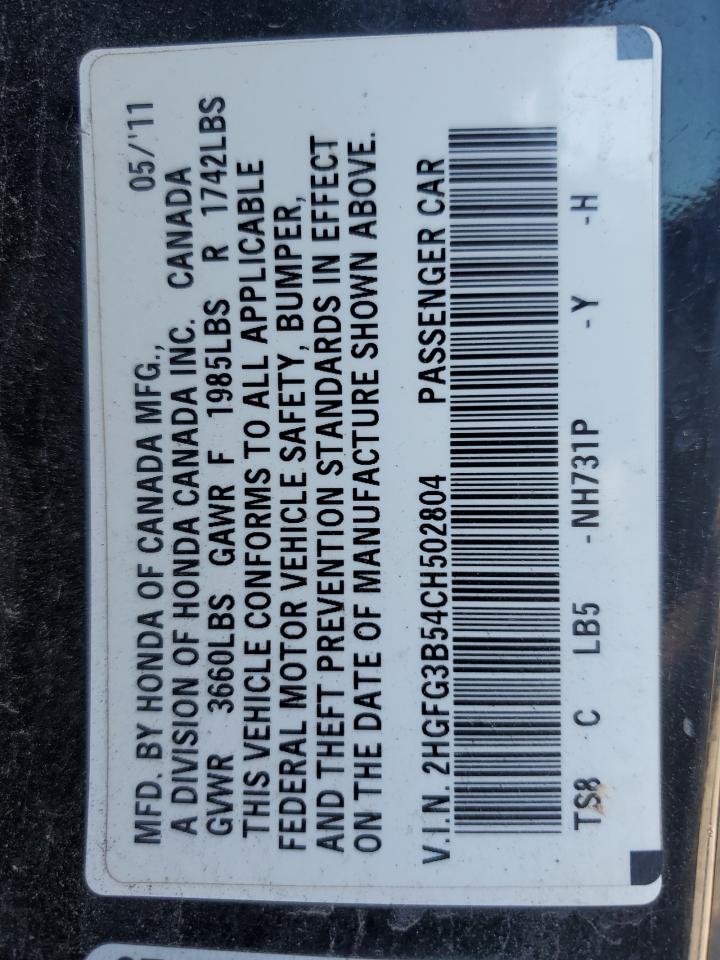 MFD. BY HONDA OF CANADA MFG., 05/'11
A DIVISION OF HONDA CANADA INC. CANADA
GVWR 3660LBS GAWR F 1985LBS R 1742LBS
THIS VEHICLE CONFORMS TO ALL APPLICABLE
FEDERAL MOTOR VEHICLE SAFETY, BUMPER,
AND THEFT PREVENTION STANDARDS IN EFFECT
ON THE DATE OF MANUFACTURE SHOWN ABOVE.
V.I.N. 2HGFG3B54CH502804 PASSENGER CAR
TS8 C LB5 -NH731P -Y -H